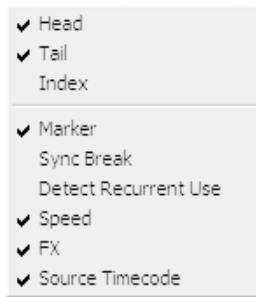 Head
Tail
Index
Marker
Sync Break
Detect Recurrent Use
Speed
FX
Source Timecode